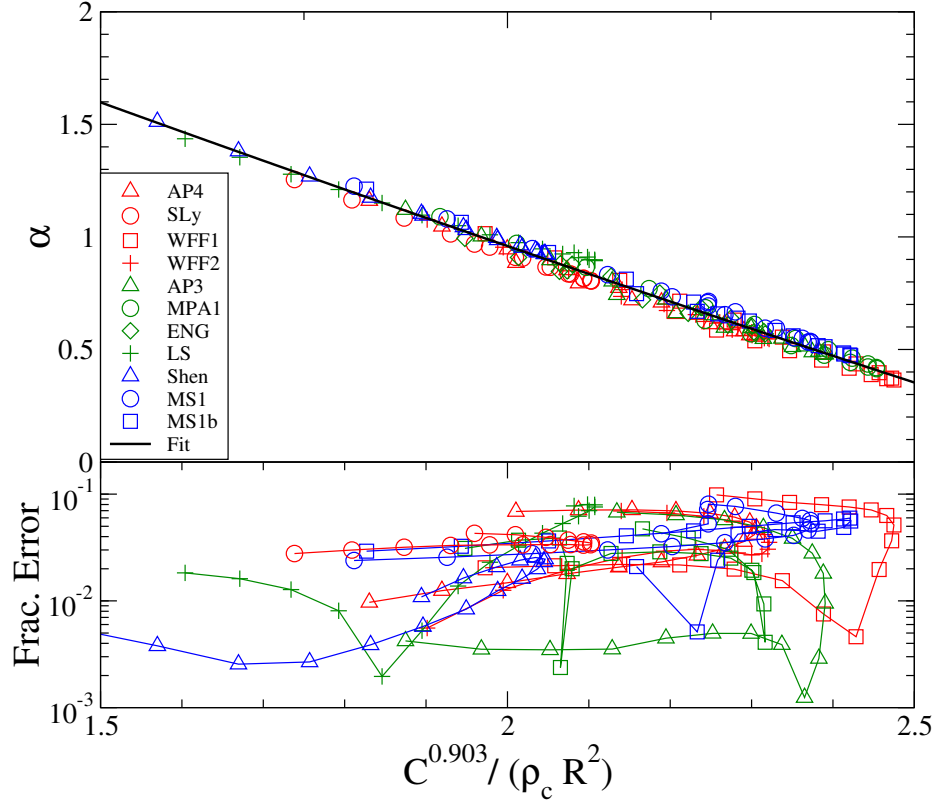 2
1.5
1
0.5
0
α
AP4
SLy
WFF1
WFF2
AP3
MPA1
ENG
LS
Shen
MS1
MS1b
Fit
10^-1
10^-2
10^-3
Frac. Error
1.5 2 2.5
C^0.903 / (ρ_c R^2)